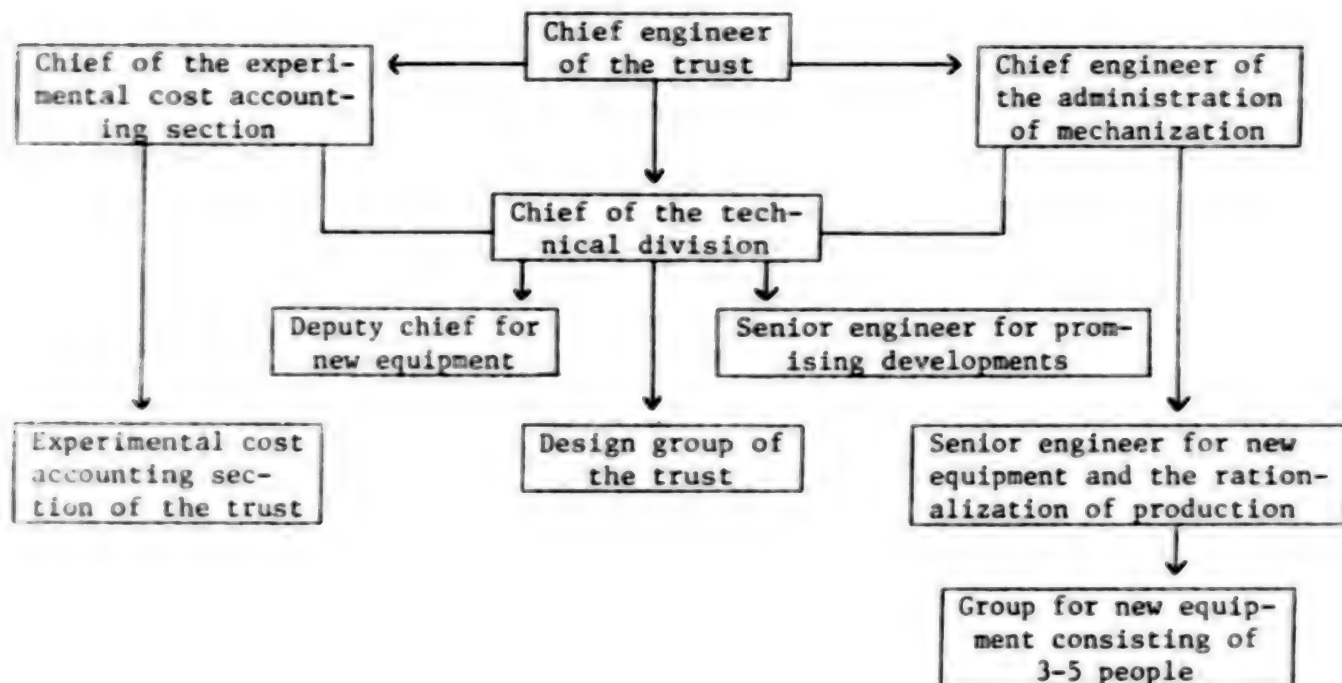 Chief engineer
of the trust
Chief of the experi-
mental cost account-
ing section
Chief engineer of
the administration
of mechanization
Chief of the tech-
nical division
Deputy chief for
new equipment
Senior engineer for prom-
ising developments
Experimental cost
accounting sec-
tion of the trust
Design group of
the trust
Senior engineer for new
equipment and the ration-
alization of production
Group for new equip-
ment consisting of
3-5 people